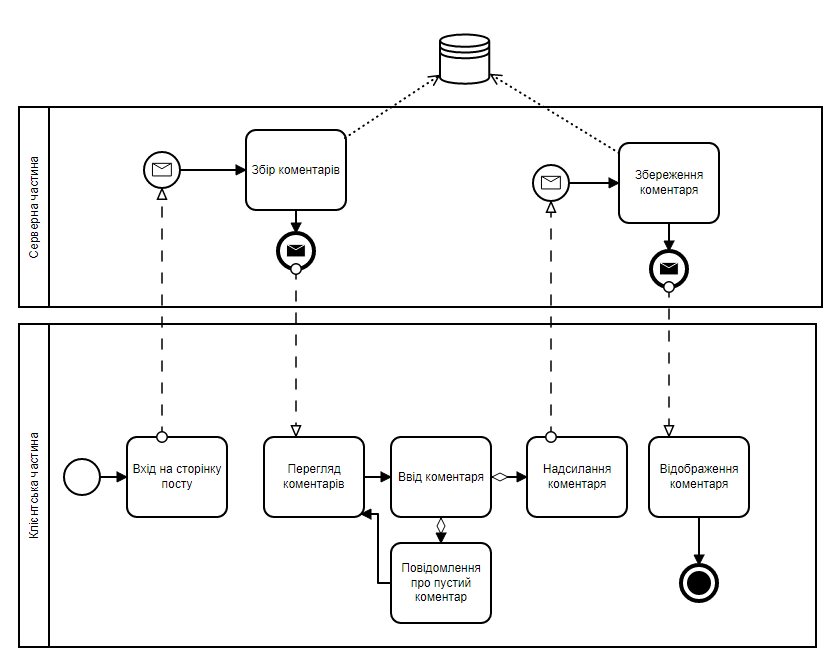 Серверна частина
Збір коментарів
Збереження
коментаря
Клієнтська частина
Вхід на сторінку
посту
Перегляд
коментарів
Ввід коментаря
Надсилання
коментаря
Відображення
коментаря
Повідомлення
про пустий
коментар